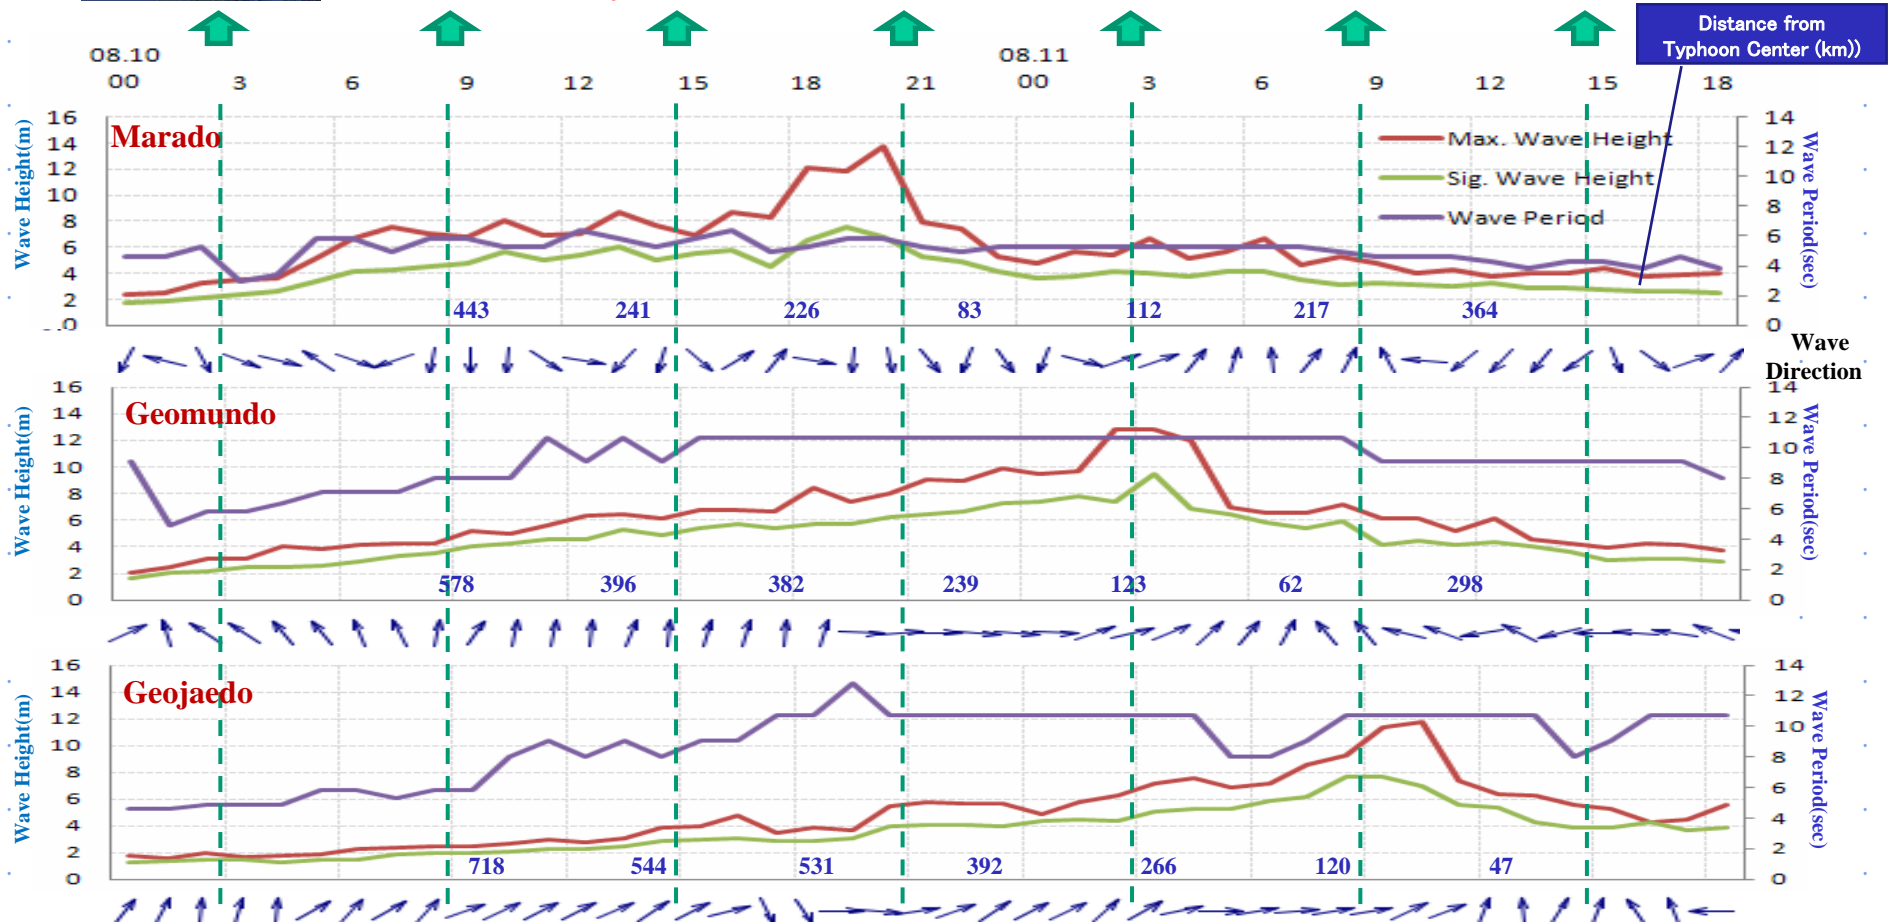 Distance from
Typhoon Center (km))
08.10
08.11
00 3 6 9 12 15 18 21 00 3 6 9 12 15 18
Marado
Wave Height(m)
16
14
12
10
8
6
4
2
0
Max. Wave Height
Sig. Wave Height
Wave Period
14
12
10
8
6
4
2
0
Wave Period(sec)
443 241 226 83 112 217 364
Wave
Direction
Geomundo
Wave Height(m)
16
14
12
10
8
6
4
2
0
14
12
10
8
6
4
2
0
Wave Period(sec)
578 396 382 239 123 62 298
Geojaedo
Wave Height(m)
16
14
12
10
8
6
4
2
0
14
12
10
8
6
4
2
0
Wave Period(sec)
718 544 531 392 266 120 47